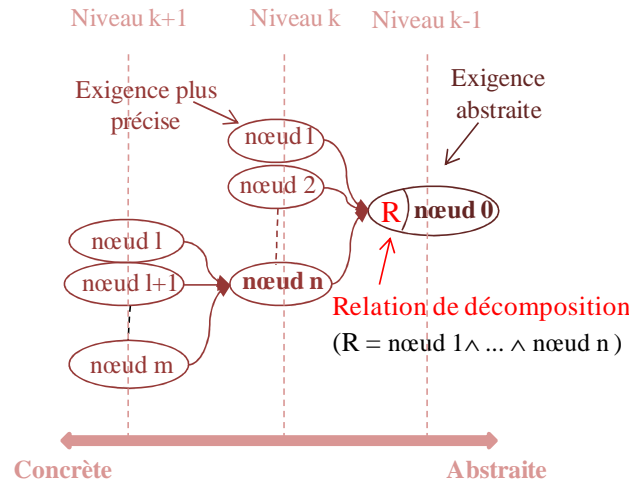 Niveau k+1 Niveau k Niveau k-1
Exigence plus
précise
Exigence
abstraite
nœud 1
nœud 2
R nœud 0
nœud l
nœud l+1
nœud n
nœud m
Relation de décomposition
(R = nœud 1∧ ... ∧ nœud n )
Concrète Abstraite